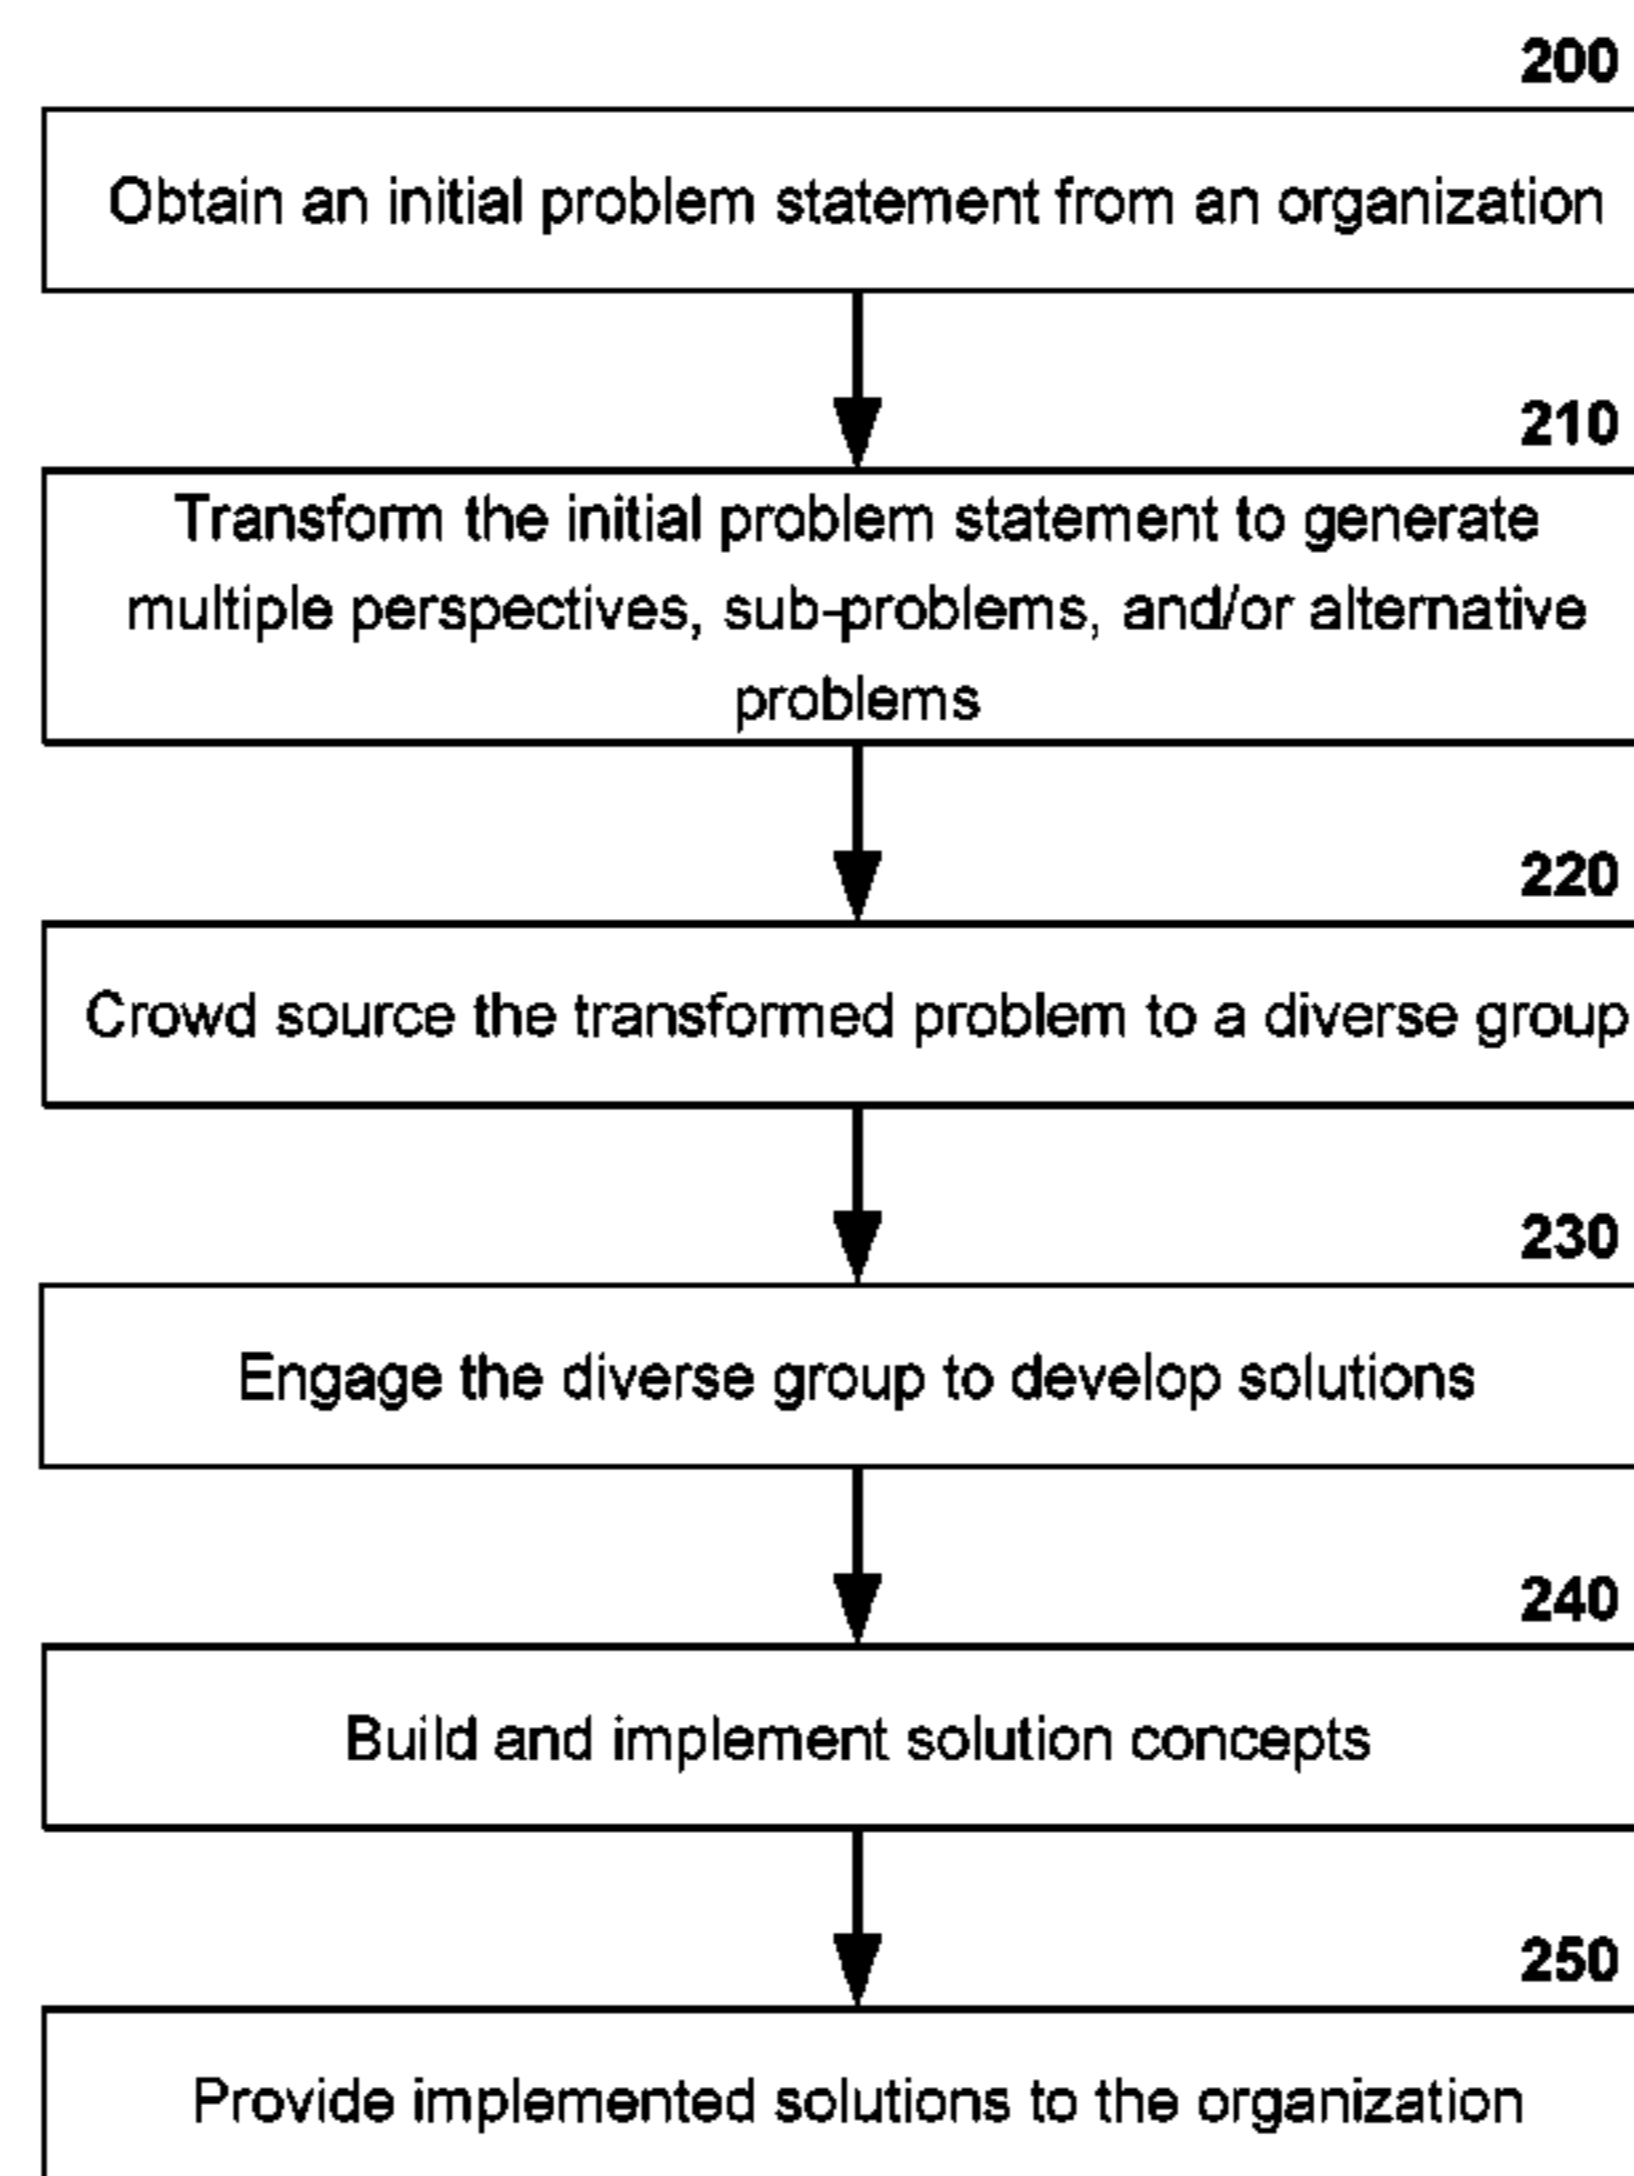 200
Obtain an initial problem statement from an organization
210
Transform the initial problem statement to generate
multiple perspectives, sub-problems, and/or alternative
problems
220
Crowd source the transformed problem to a diverse group
230
Engage the diverse group to develop solutions
240
Build and implement solution concepts
250
Provide implemented solutions to the organization